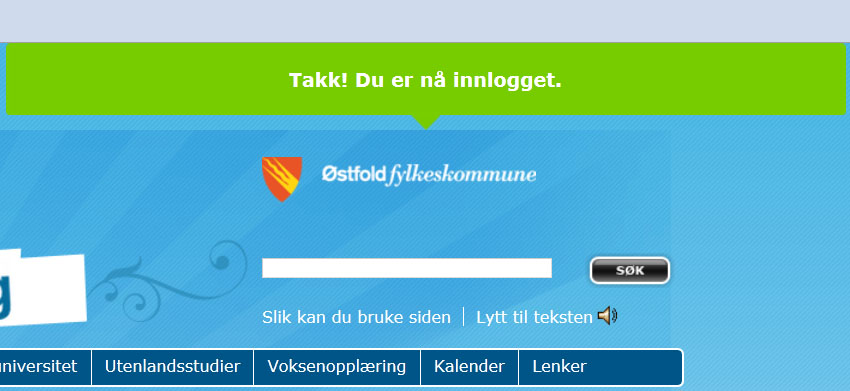 Takk! Du er nå innlogget.
Østfold fylkeskommune
SØK
Slik kan du bruke siden Lytt til teksten
universitet Utenlandsstudier Voksenopplæring Kalender Lenker